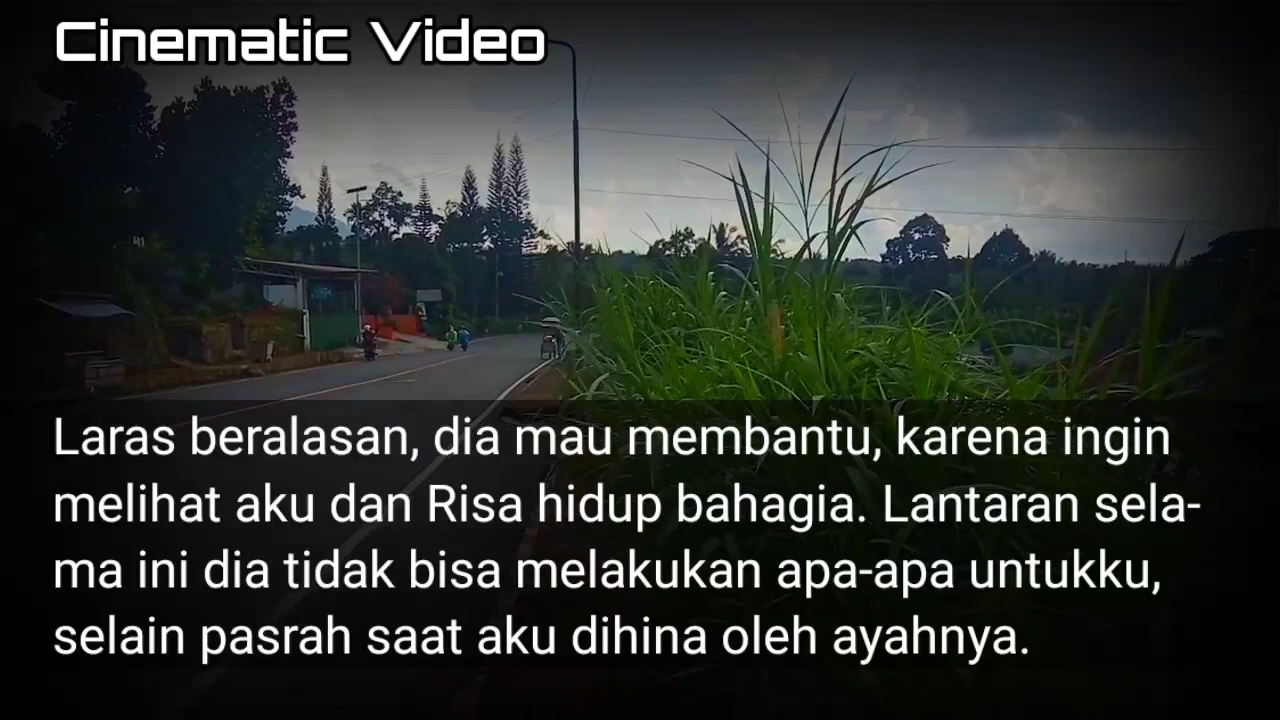 Cinematic Video
Laras beralasan, dia mau membantu, karena ingin
melihat aku dan Risa hidup bahagia. Lantaran sela-
ma ini dia tidak bisa melakukan apa-apa untukku,
selain pasrah saat aku dihina oleh ayahnya.